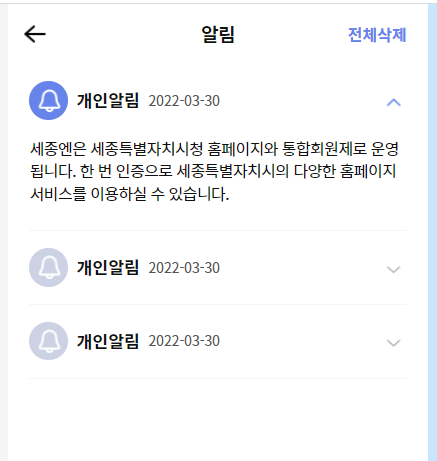 알림 전체삭제
개인알림 2022-03-30
세종엔은 세종특별자치시청 홈페이지와 통합회원제로 운영
됩니다. 한 번 인증으로 세종특별자치시의 다양한 홈페이지
서비스를 이용하실 수 있습니다.
개인알림 2022-03-30
개인알림 2022-03-30